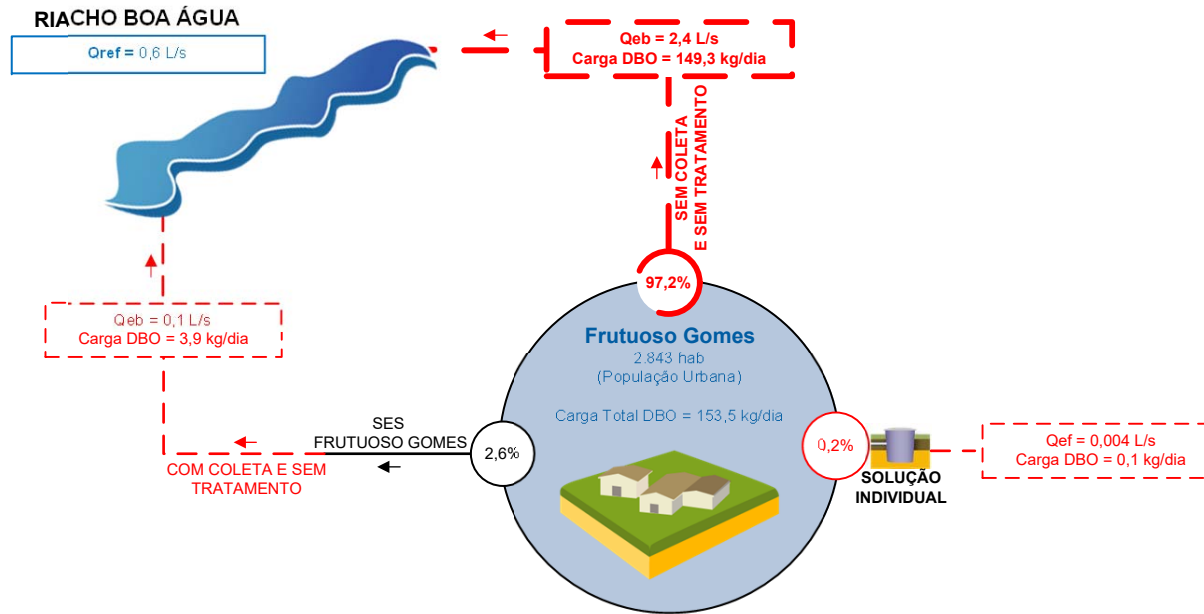 RIACHO BOA ÁGUA
Qref = 0,6 L/s
Qeb = 2,4 L/s
Carga DBO = 149,3 kg/dia
SEM COLETA
E SEM TRATAMENTO
97,2%
Qeb = 0,1 L/s
Carga DBO = 3,9 kg/dia
Frutuoso Gomes
2.843 hab
(População Urbana)
Carga Total DBO = 153,5 kg/dia
SES
FRUTUOSO GOMES
2,6%
COM COLETA E SEM
TRATAMENTO
0,2%
SOLUÇÃO
INDIVIDUAL
Qef = 0,004 L/s
Carga DBO = 0,1 kg/dia